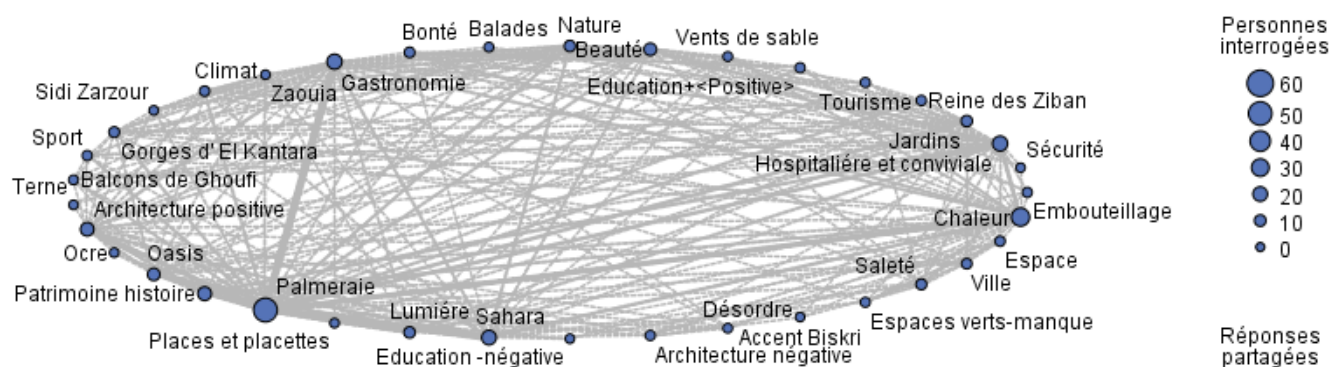 Nature
Balades
Bonté
Beauté
Vents de sable
Climat
Zaouia
Gastronomie
Education+<Positive>
Sidi Zarzour
Tourisme
Reine des Ziban
Sport
Gorges d' El Kantara
Jardins
Hospitaliére et conviviale
Sécurité
Terne
Balcons de Ghoufi
Architecture positive
Chaleur
Embouteillage
Ocre
Oasis
Espace
Saleté
Ville
Patrimoine histoire
Palmeraie
Lumiére
Sahara
Désordre
Espaces verts-manque
Places et placettes
Accent Biskri
Education -négative
Architecture négative
Personnes
interrogées
60
50
40
30
20
10
0
Réponses
partagées